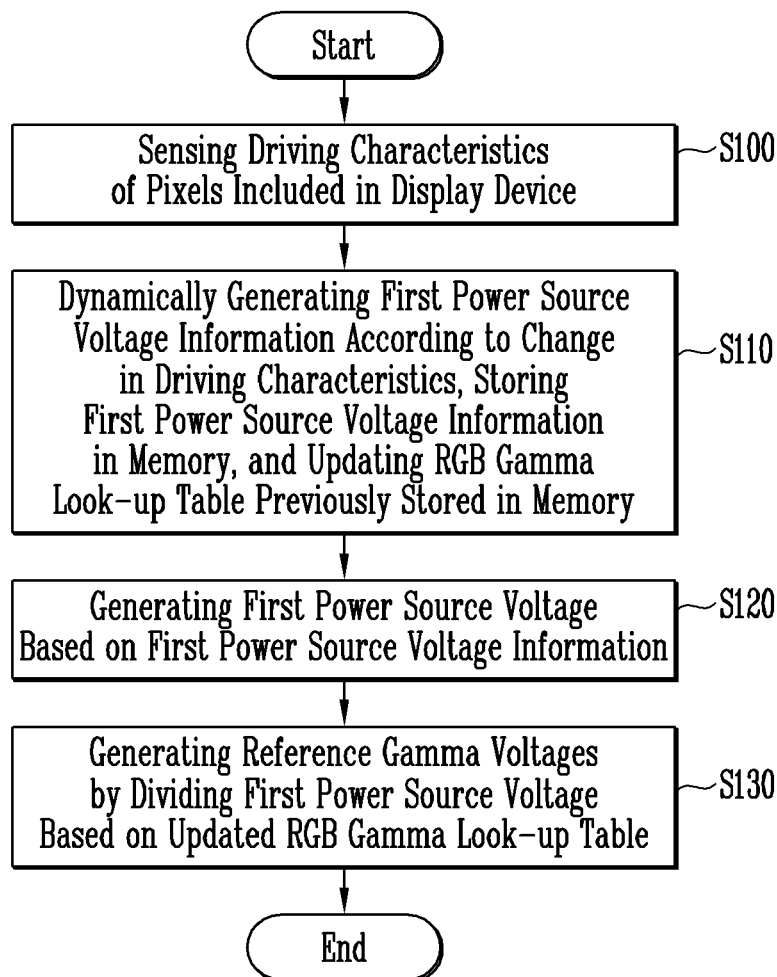 Start
Sensing Driving Characteristics
of Pixels Included in Display Device
S100
Dynamically Generating First Power Source
Voltage Information According to Change
in Driving Characteristics, Storing
First Power Source Voltage Information
in Memory, and Updating RGB Gamma
Look-up Table Previously Stored in Memory
S110
Generating First Power Source Voltage
Based on First Power Source Voltage Information
S120
Generating Reference Gamma Voltages
by Dividing First Power Source Voltage
Based on Updated RGB Gamma Look-up Table
S130
End